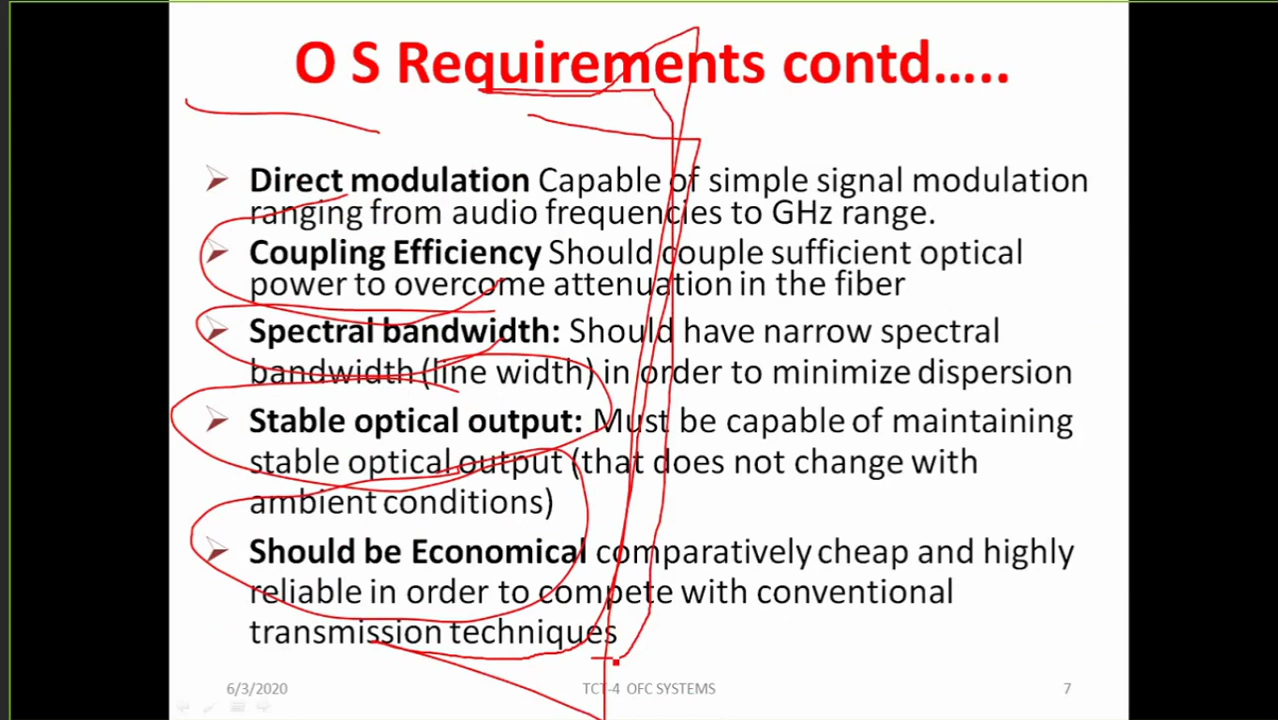 O S Requirements contd…..
Direct modulation Capable of simple signal modulation
ranging from audio frequencies to GHz range.
Coupling Efficiency Should couple sufficient optical
power to overcome attenuation in the fiber
Spectral bandwidth: Should have narrow spectral
bandwidth (line width) in order to minimize dispersion
Stable optical output: Must be capable of maintaining
stable optical output (that does not change with
ambient conditions)
Should be Economical comparatively cheap and highly
reliable in order to compete with conventional
transmission techniques
6/3/2020 TCT-4 OFC SYSTEMS 7